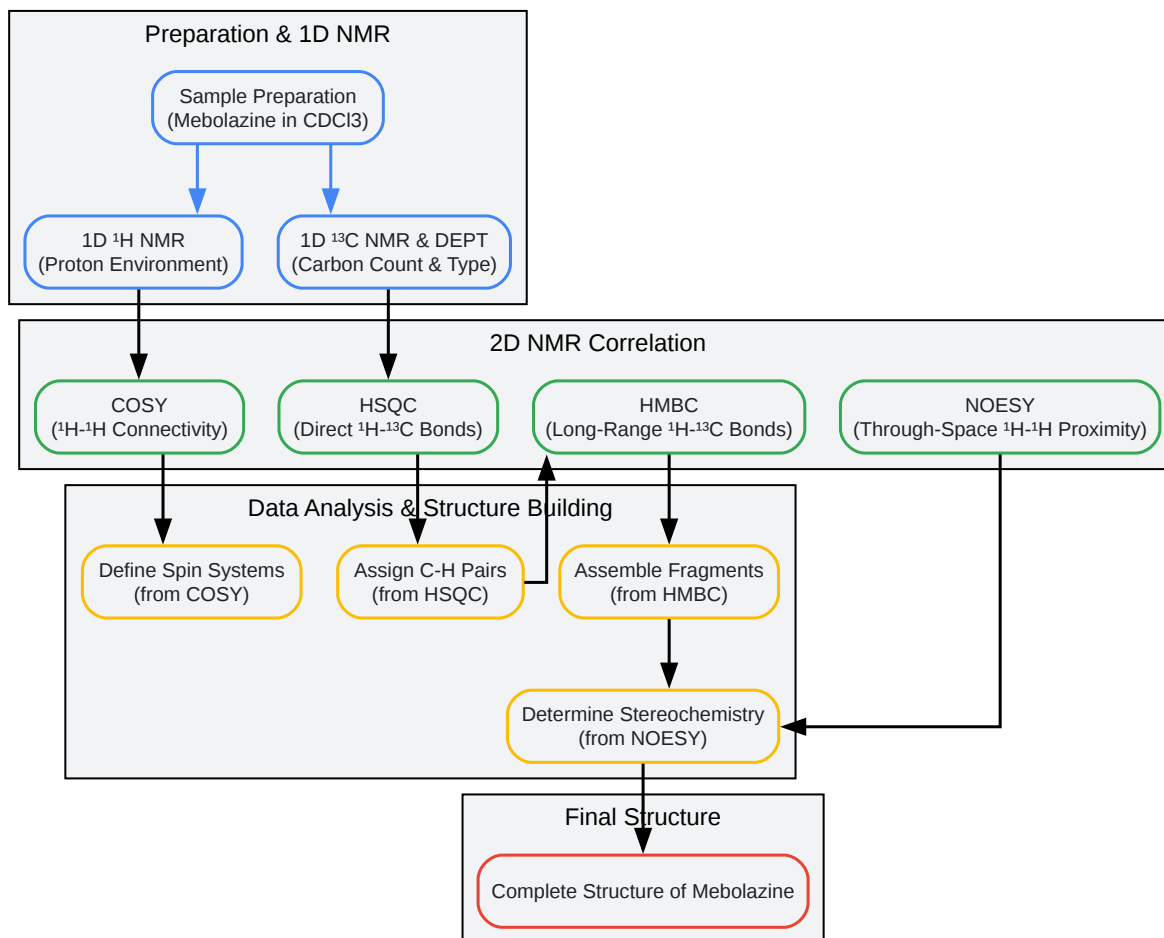 Preparation & 1D NMR
Sample Preparation
(Mebolazine in CDCl3)
1D ¹H NMR
(Proton Environment)
1D ¹³C NMR & DEPT
(Carbon Count & Type)
2D NMR Correlation
COSY
(¹H-¹H Connectivity)
HSQC
(Direct ¹H-¹³C Bonds)
HMBC
(Long-Range ¹H-¹³C Bonds)
NOESY
(Through-Space ¹H-¹H Proximity)
Data Analysis & Structure Building
Define Spin Systems
(from COSY)
Assign C-H Pairs
(from HSQC)
Assemble Fragments
(from HMBC)
Determine Stereochemistry
(from NOESY)
Final Structure
Complete Structure of Mebolazine